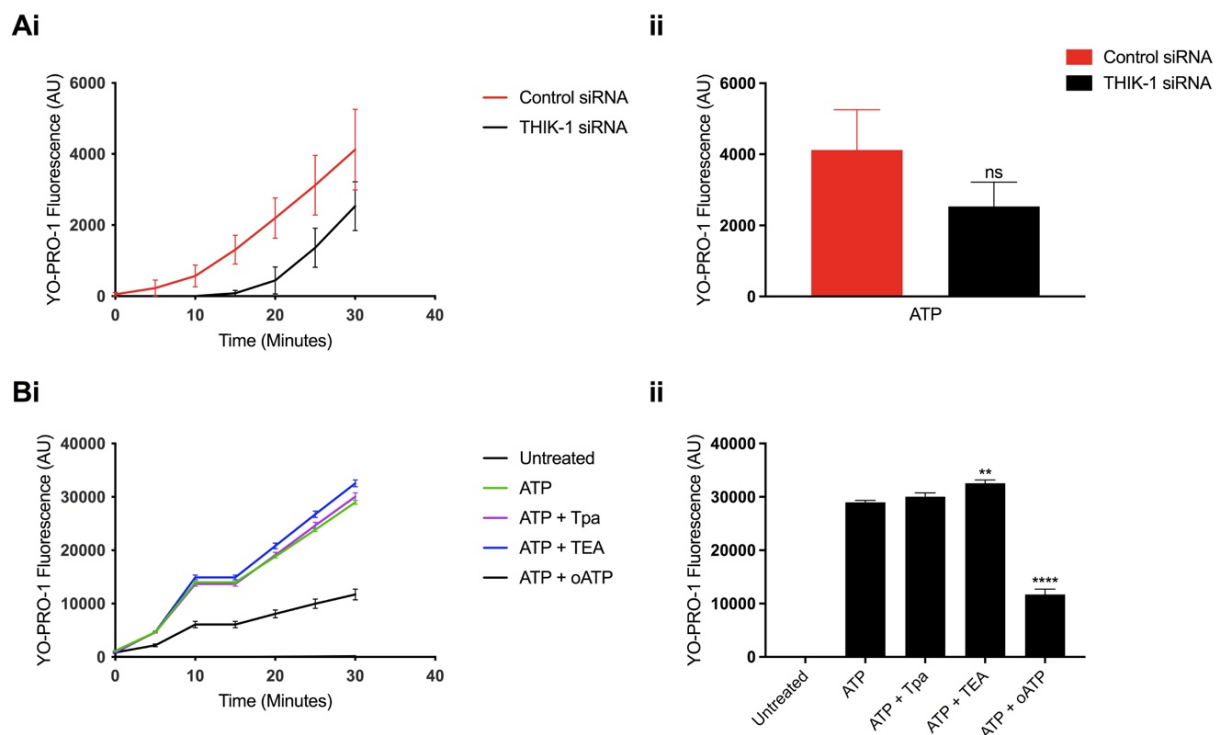 Ai
YO-PRO-1 Fluorescence (AU)
6000
4000
2000
0
0 10 20 30 40
Time (Minutes)
Control siRNA
THIK-1 siRNA
ii
YO-PRO-1 Fluorescence (AU)
6000
4000
2000
0
ns
ATP
Control siRNA
THIK-1 siRNA
Bi
YO-PRO-1 Fluorescence (AU)
40000
30000
20000
10000
0
0 10 20 30 40
Time (Minutes)
Untreated
ATP
ATP + Tpa
ATP + TEA
ATP + oATP
ii
YO-PRO-1 Fluorescence (AU)
40000
30000
20000
10000
0
**
****
Untreated
ATP
ATP + Tpa
ATP + TEA
ATP + oATP